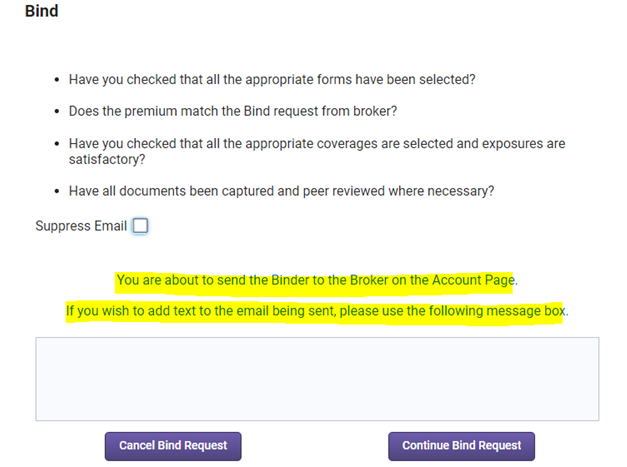 Bind
• Have you checked that all the appropriate forms have been selected?
• Does the premium match the Bind request from broker?
• Have you checked that all the appropriate coverages are selected and exposures are
satisfactory?
• Have all documents been captured and peer reviewed where necessary?
Suppress Email
You are about to send the Binder to the Broker on the Account Page.
If you wish to add text to the email being sent, please use the following message box.
Cancel Bind Request
Continue Bind Request